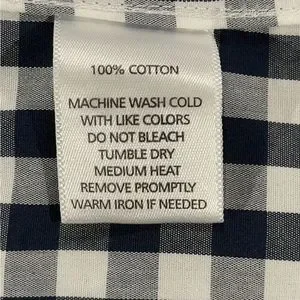 100% COTTON
MACHINE WASH COLD
WITH LIKE COLORS
DO NOT BLEACH
TUMBLE DRY
MEDIUM HEAT
REMOVE PROMPTLY
WARM IRON IF NEEDED